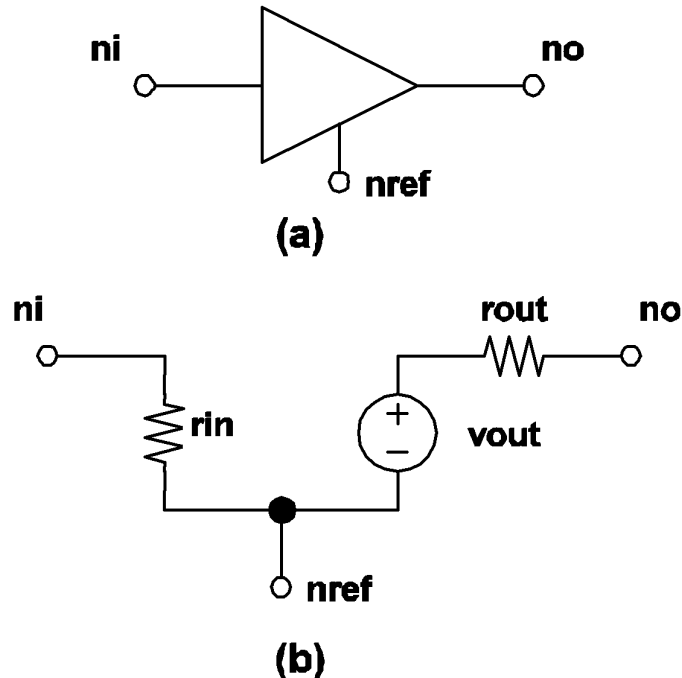 ni no
nref
(a)
ni rout no
rin
+
vout
−
nref
(b)